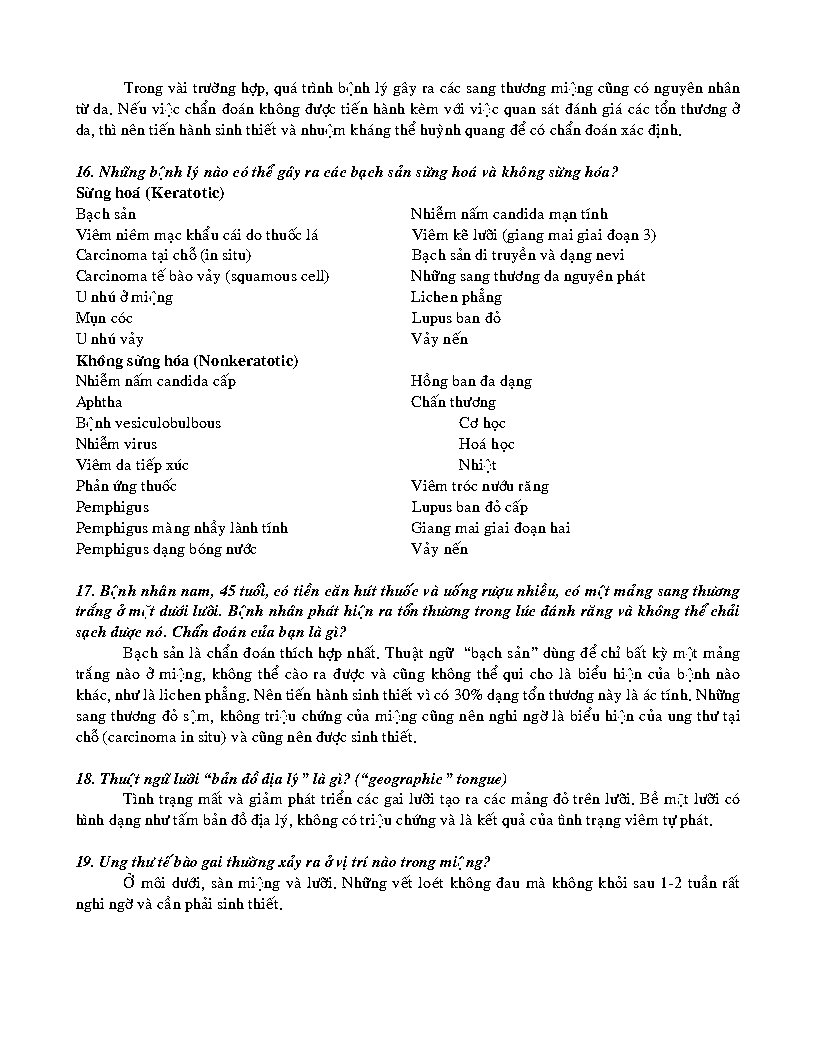 Trong vài trường hợp, quá trình bệnh lý gây ra các sang thương miệng cũng có nguyên nhân
từ da. Nếu việc chẩn đoán không được tiến hành kèm với việc quan sát đánh giá các tổn thương ở
da, thì nên tiến hành sinh thiết và nhuộm kháng thể huỳnh quang để có chẩn đoán xác định.
16. Những bệnh lý nào có thể gây ra các bạch sản sừng hoá và không sừng hóa?
Sừng hoá (Keratotic)
Bạch sản Nhiễm nấm candida mạn tính
Viêm niêm mạc khẩu cái do thuốc lá Viêm kẽ lưỡi (giang mai giai đoạn 3)
Carcinoma tại chỗ (in situ) Bạch sản di truyền và dạng nevi
Carcinoma tế bào vảy (squamous cell) Những sang thương da nguyên phát
U nhú ở miệng Lichen phẳng
Mụn cóc Lupus ban đỏ
U nhú vảy Vảy nến
Không sừng hóa (Nonkeratotic)
Nhiễm nấm candida cấp Hồng ban đa dạng
Aphtha Chấn thương
Bệnh vesiculobulbous Cơ học
Nhiễm virus Hoá học
Viêm da tiếp xúc Nhiệt
Phản ứng thuốc Viêm tróc nướu răng
Pemphigus Lupus ban đỏ cấp
Pemphigus màng nhầy lành tính Giang mai giai đoạn hai
Pemphigus dạng bóng nước Vảy nến
17. Bệnh nhân nam, 45 tuổi, có tiền căn hút thuốc và uống rượu nhiều, có một mảng sang thương
trắng ở mặt dưới lưỡi. Bệnh nhân phát hiện ra tổn thương trong lúc đánh răng và không thể chải
sạch được nó. Chẩn đoán của bạn là gì?
Bạch sản là chẩn đoán thích hợp nhất. Thuật ngữ “bạch sản” dùng để chỉ bất kỳ một mảng
trắng nào ở miệng, không thể cào ra được và cũng không thể qui cho là biểu hiện của bệnh nào
khác, như là lichen phẳng. Nên tiến hành sinh thiết vì có 30% dạng tổn thương này là ác tính. Những
sang thương đỏ sậm, không triệu chứng của miệng cũng nên nghi ngờ là biểu hiện của ung thư tại
chỗ (carcinoma in situ) và cũng nên được sinh thiết.
18. Thuật ngữ lưỡi “bản đồ địa lý” là gì? (“geographic” tongue)
Tình trạng mất và giảm phát triển các gai lưỡi tạo ra các mảng đỏ trên lưỡi. Bề mặt lưỡi có
hình dạng như tấm bản đồ địa lý, không có triệu chứng và là kết quả của tình trạng viêm tự phát.
19. Ung thư tế bào gai thường xảy ra ở vị trí nào trong miệng?
Ở môi dưới, sàn miệng và lưỡi. Những vết loét không đau mà không khỏi sau 1-2 tuần rất
nghi ngờ và cần phải sinh thiết.